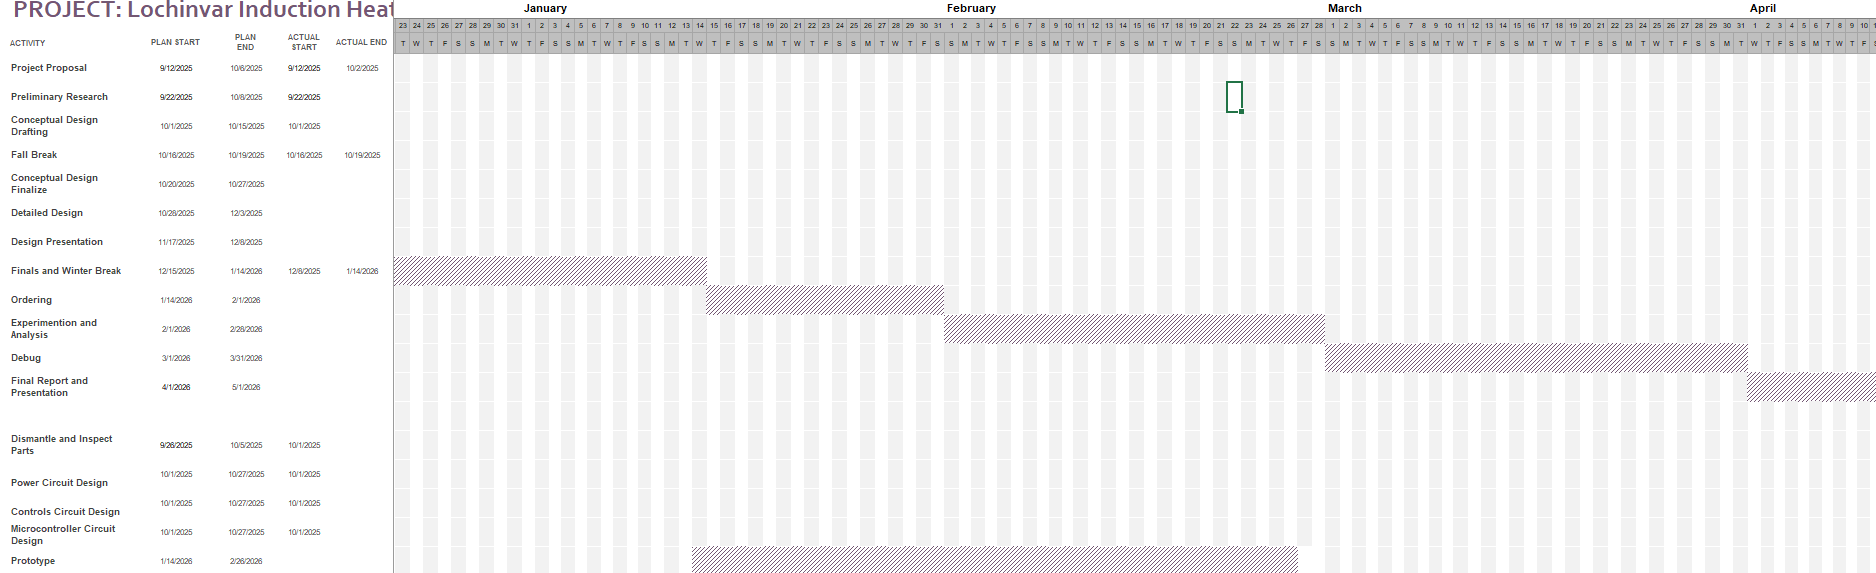 PROJECT: Lochinvar Induction Heat
January February March April
23 24 25 26 27 28 29 30 31 1 2 3 4 5 6 7 8 9 10 11 12 13 14 15 16 17 18 19 20 21 22 23 24 25 26 27 28 29 30 31 1 2 3 4 5 6 7 8 9 10 11 12 13 14 15 16 17 18 19 20 21 22 23 24 25 26 27 28 1 2 3 4 5 6 7 8 9 10 11 12 13 14 15 16 17 18 19 20 21 22 23 24 25 26 27 28 29 30 31 1 2 3 4 5 6 7 8 9 10
ACTIVITY PLAN START PLAN END ACTUAL START ACTUAL END
T W T F S S M T W T F S S M T W T F S S M T W T F S S M T W T F S S M T W T F S S M T W T F S S M T W T F S S M T W T F S S M T W T F S S M T W T F S S M T W T F S S M T W T F S S M T W T F S S M T W T F S S M T W T F
Project Proposal 9/12/2025 10/6/2025 9/12/2025 10/2/2025
Preliminary Research 9/22/2025 10/8/2025 9/22/2025
Conceptual Design
Drafting 10/1/2025 10/15/2025 10/1/2025
Fall Break 10/16/2025 10/19/2025 10/16/2025 10/19/2025
Conceptual Design
Finalize 10/20/2025 10/27/2025
Detailed Design 10/28/2025 12/3/2025
Design Presentation 11/17/2025 12/8/2025
Finals and Winter Break 12/15/2025 1/14/2026 12/8/2025 1/14/2026
Ordering 1/14/2026 2/1/2026
Experimention and
Analysis 2/1/2026 2/28/2026
Debug 3/1/2026 3/31/2026
Final Report and
Presentation 4/1/2026 5/1/2026
Dismantle and Inspect
Parts 9/26/2025 10/5/2025 10/1/2025
Power Circuit Design 10/1/2025 10/27/2025 10/1/2025
Controls Circuit Design 10/1/2025 10/27/2025 10/1/2025
Microcontroller Circuit
Design 10/1/2025 10/27/2025 10/1/2025
Prototype 1/14/2026 2/26/2026